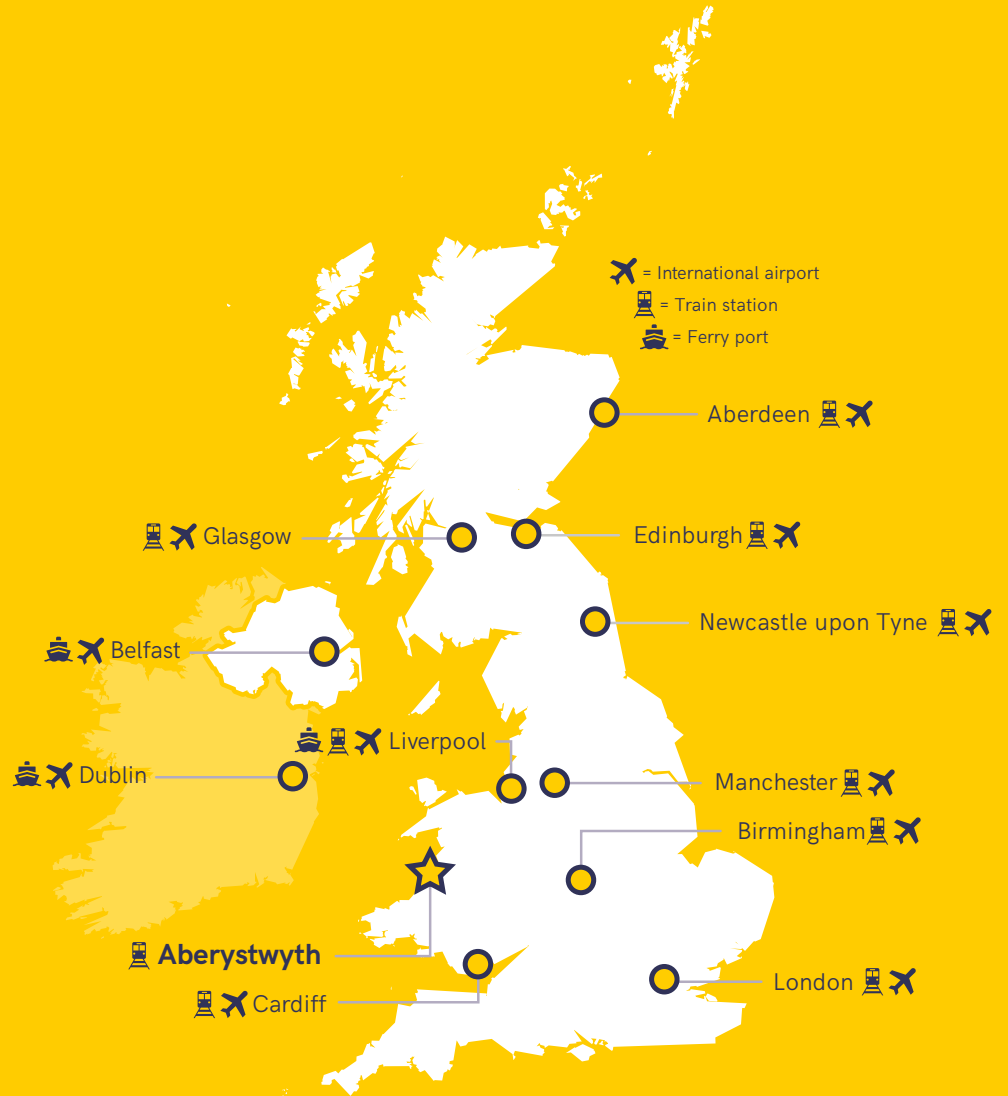 = International airport
= Train station
= Ferry port
Aberdeen
Glasgow
Edinburgh
Newcastle upon Tyne
Belfast
Liverpool
Dublin
Manchester
Birmingham
Aberystwyth
London
Cardiff